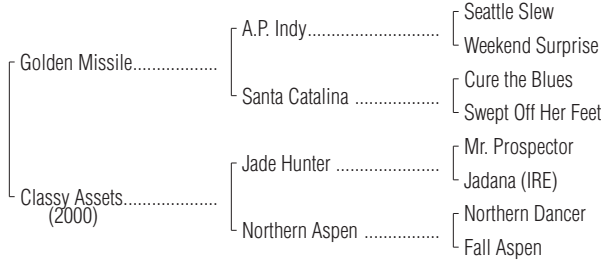 Seattle Slew
A.P. Indy
Weekend Surprise
Golden Missile
Cure the Blues
Santa Catalina
Swept Off Her Feet
Mr. Prospector
Jade Hunter
Jadana (IRE)
Classy Assets
(2000)
Northern Dancer
Northern Aspen
Fall Aspen